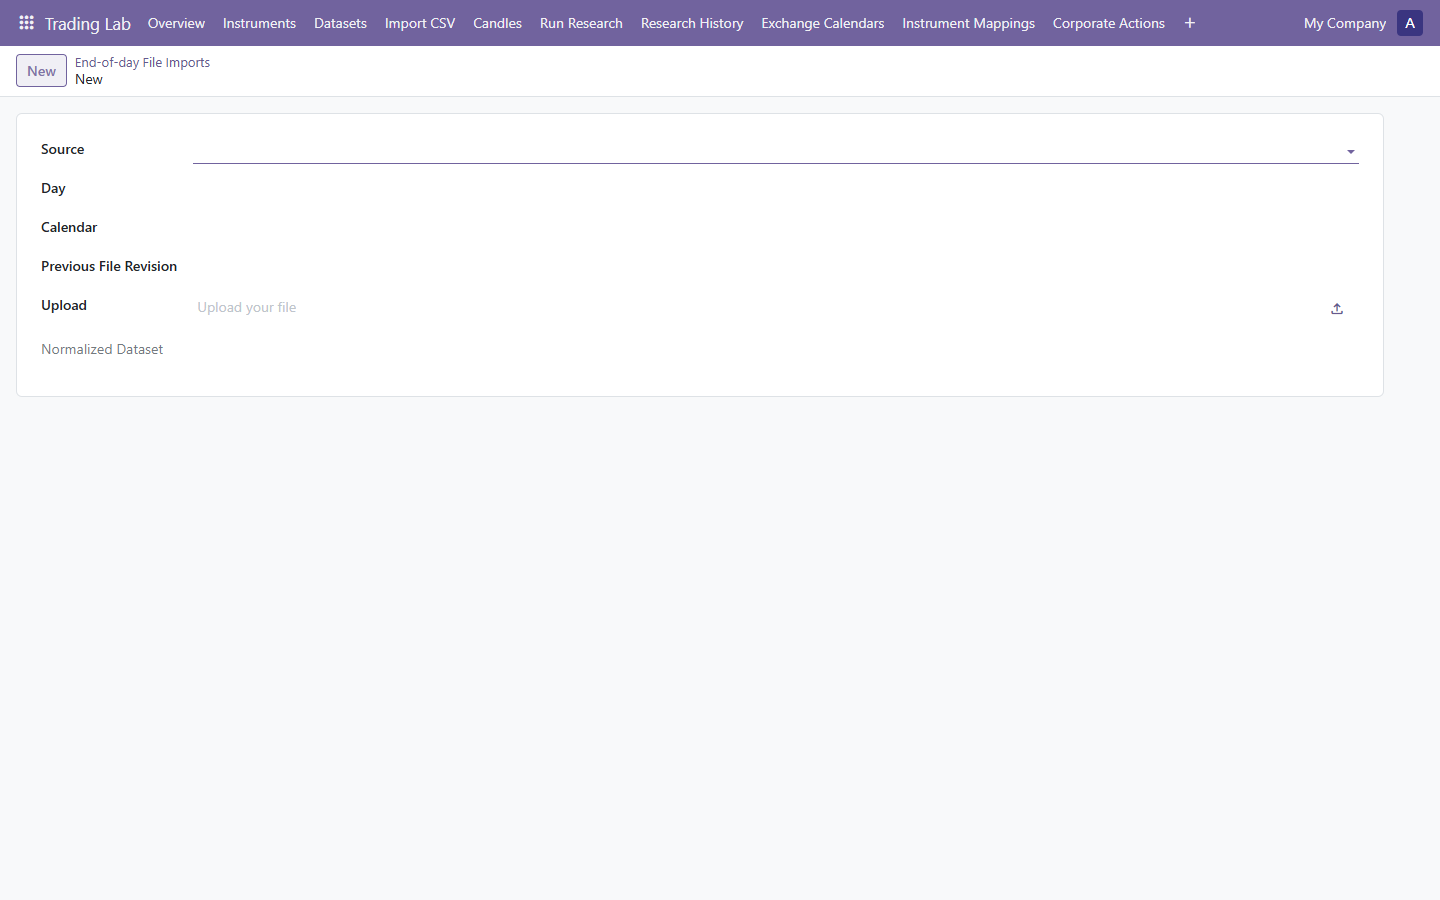 Trading Lab Overview Instruments Datasets Import CSV Candles Run Research Research History Exchange Calendars Instrument Mappings Corporate Actions + My Company A
New
End-of-day File Imports
New
Source
Day
Calendar
Previous File Revision
Upload Upload your file
Normalized Dataset